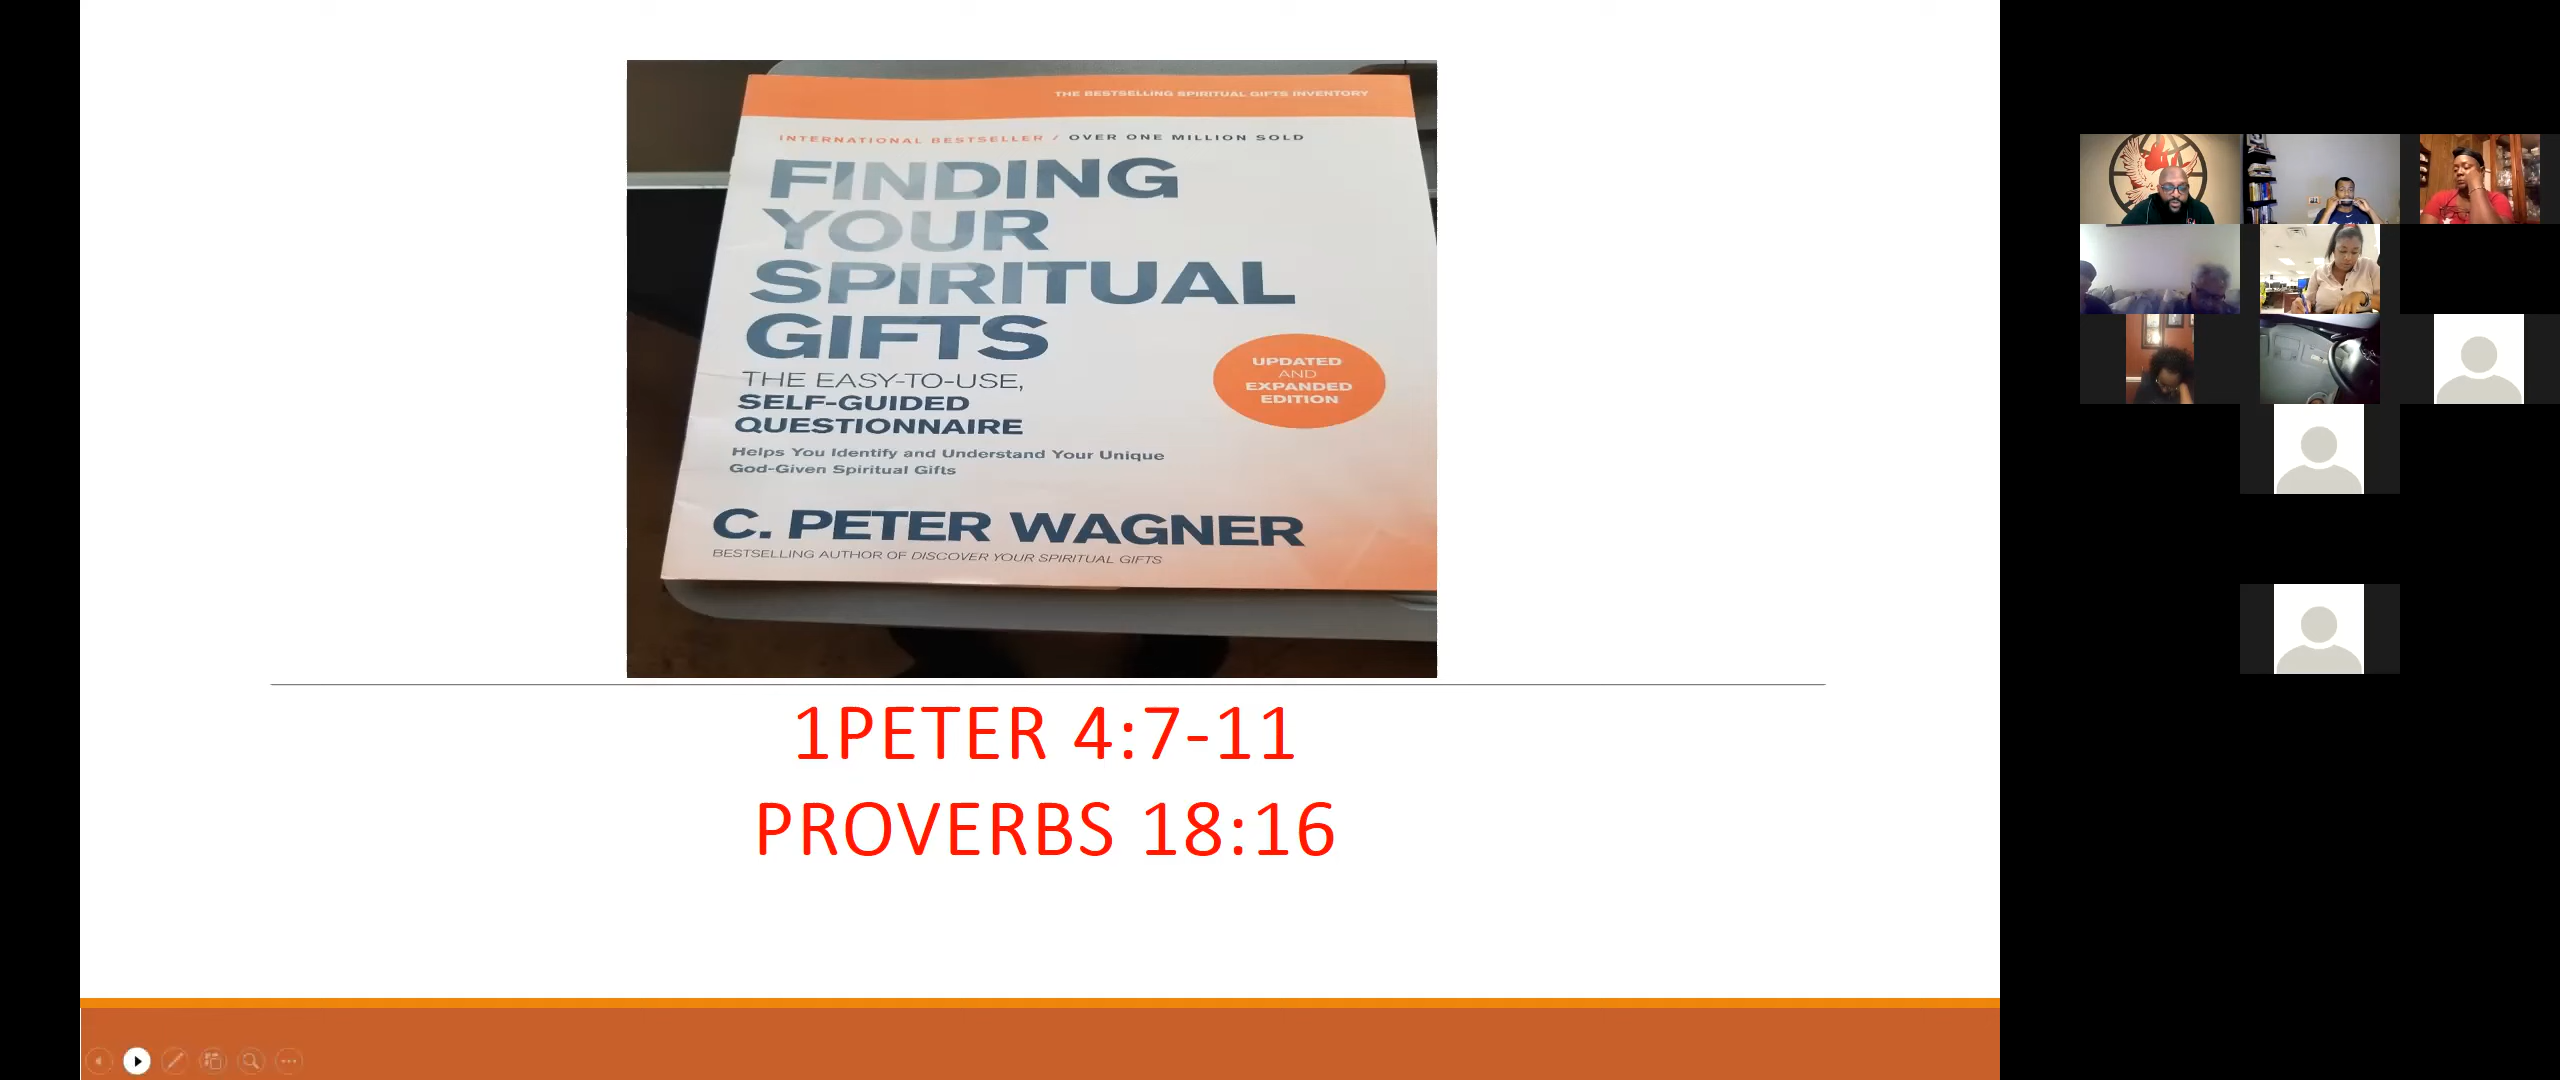 THE BESTSELLING SPIRITUAL GIFTS INVENTORY
INTERNATIONAL BESTSELLER / OVER ONE MILLION SOLD
FINDING
YOUR
SPIRITUAL
GIFTS
THE EASY-TO-USE,
SELF-GUIDED
QUESTIONNAIRE
Helps You Identify and Understand Your Unique
God-Given Spiritual Gifts
UPDATED
AND
EXPANDED
EDITION
C. PETER WAGNER
BESTSELLING AUTHOR OF DISCOVER YOUR SPIRITUAL GIFTS
1PETER 4:7-11
PROVERBS 18:16